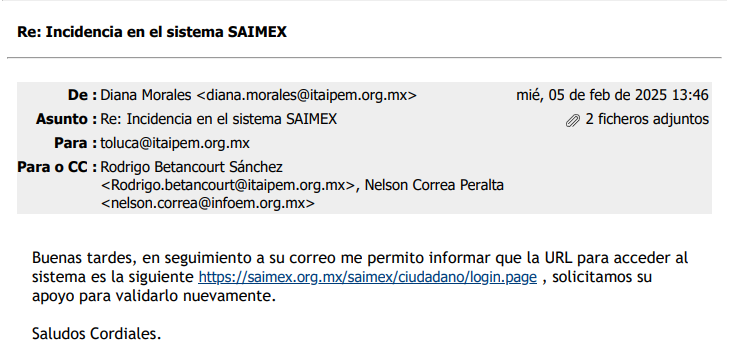 Re: Incidencia en el sistema SAIMEX
De : Diana Morales <diana.morales@itaipem.org.mx> mié, 05 de feb de 2025 13:46
Asunto : Re: Incidencia en el sistema SAIMEX 2 ficheros adjuntos
Para : toluca@itaipem.org.mx
Para o CC : Rodrigo Betancourt Sánchez
<Rodrigo.betancourt@itaipem.org.mx>, Nelson Correa Peralta
<nelson.correa@infoem.org.mx>
Buenas tardes, en seguimiento a su correo me permito informar que la URL para acceder al
sistema es la siguiente https://saimex.org.mx/saimex/ciudadano/login.page , solicitamos su
apoyo para validarlo nuevamente.
Saludos Cordiales.